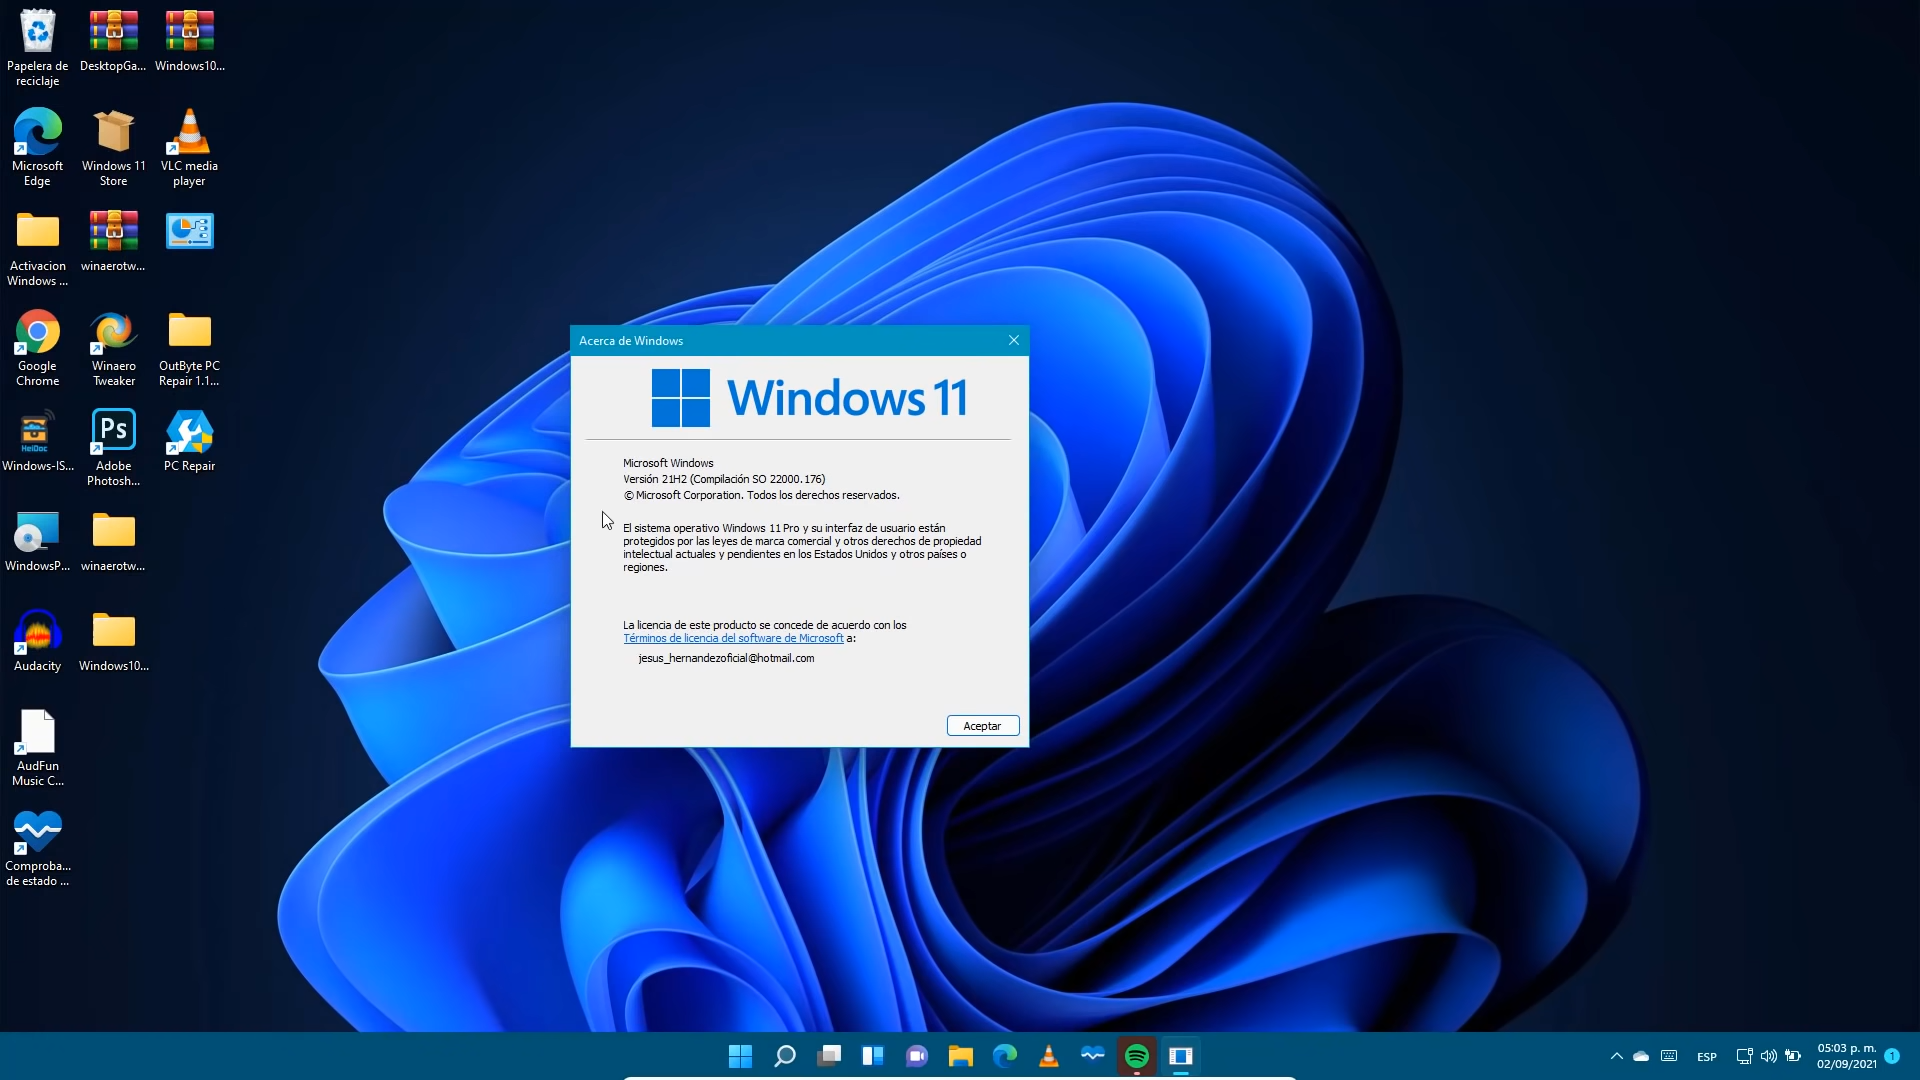 Papelera de
reciclaje
DesktopGa...
Windows10...
Microsoft
Edge
Windows 11
Store
VLC media
player
Activacion
Windows ...
winaerotw...
Google
Chrome
Winaero
Tweaker
OutByte PC
Repair 1.1...
HeiDoc
Windows-IS...
Ps
Adobe
Photosh...
PC Repair
WindowsP...
winaerotw...
Audacity
Windows10...
AudFun
Music C...
Comproba...
de estado ...
Acerca de Windows
Windows 11
Microsoft Windows
Versión 21H2 (Compilación SO 22000.176)
© Microsoft Corporation. Todos los derechos reservados.
El sistema operativo Windows 11 Pro y su interfaz de usuario están
protegidos por las leyes de marca comercial y otros derechos de propiedad
intelectual actuales y pendientes en los Estados Unidos y otros países o
regiones.
La licencia de este producto se concede de acuerdo con los
Términos de licencia del software de Microsoft a:
jesus_hernandezoficial@hotmail.com
Aceptar
ESP
05:03 p. m.
02/09/2021
1